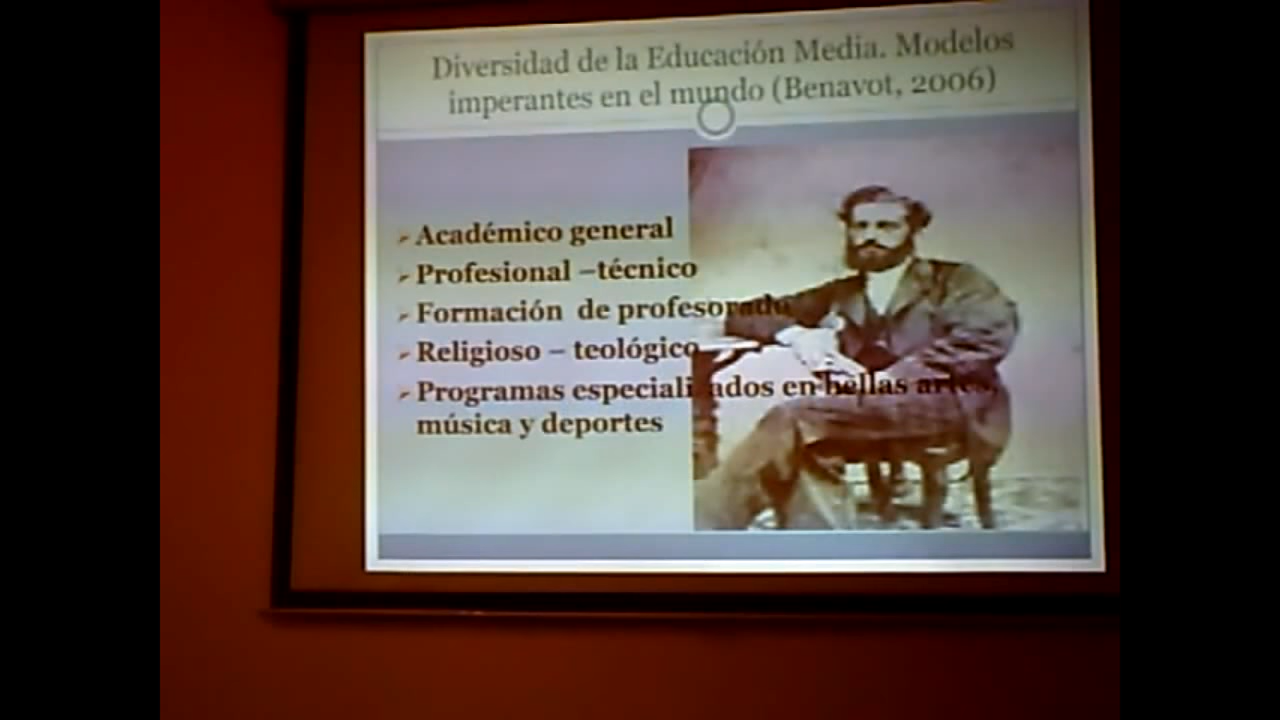 Diversidad de la Educación Media. Modelos
imperantes en el mundo (Benavot, 2006)
Académico general
Profesional –técnico
Formación de profesorado
Religioso – teológico
Programas especializados en bellas artes,
música y deportes